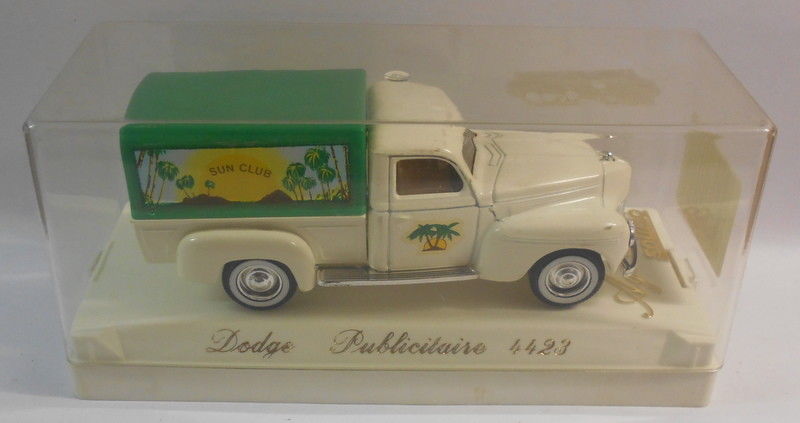 SUN CLUB
Dodge Publicitaire 4423